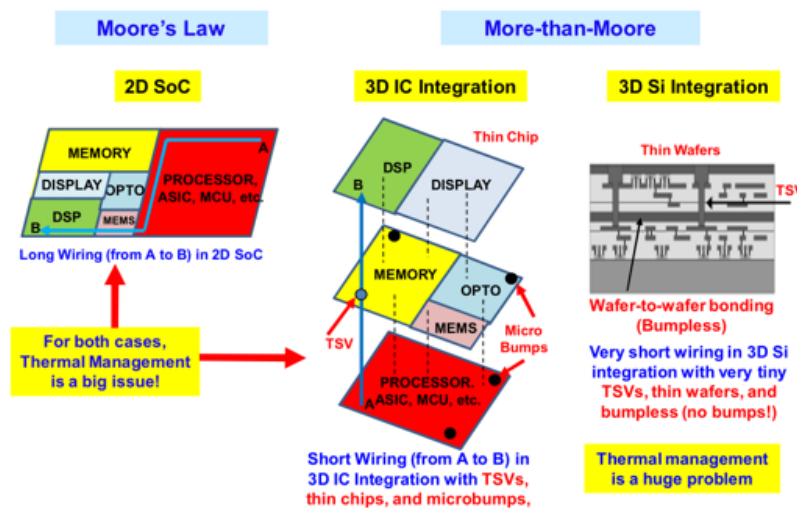 Moore's Law
More-than-Moore
2D SoC
3D IC Integration
3D Si Integration
MEMORY
DISPLAY
OPTO
DSP
MEMS
PROCESSOR,
ASIC, MCU, etc.
A
B
Long Wiring (from A to B) in 2D SoC
For both cases,
Thermal Management
is a big issue!
Thin Chip
DSP
B
DISPLAY
MEMORY
OPTO
MEMS
TSV
Micro
Bumps
PROCESSOR.
A
ASIC, MCU, etc.
Short Wiring (from A to B) in
3D IC Integration with TSVs,
thin chips, and microbumps,
Thin Wafers
TSV
Wafer-to-wafer bonding
(Bumpless)
Very short wiring in 3D Si
integration with very tiny
TSVs, thin wafers, and
bumpless (no bumps!)
Thermal management
is a huge problem